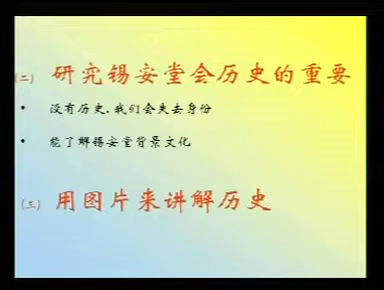 (二) 研究锡安堂会历史的重要
• 没有历史,我们会失去身份
• 能了解锡安堂背景文化
(三) 用图片来讲解历史